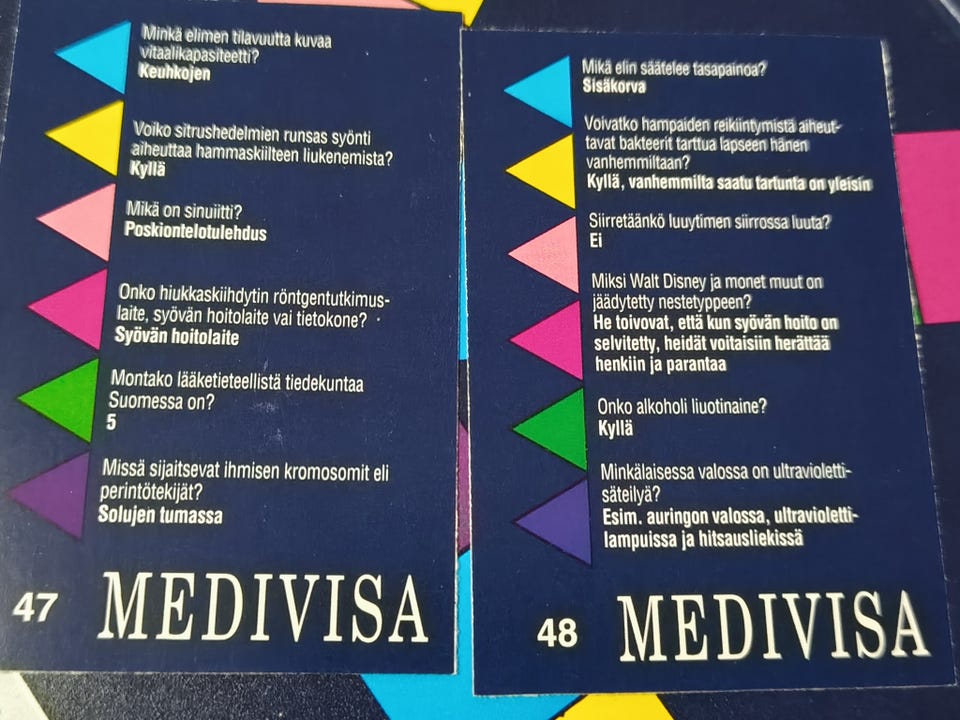 Minkä elimen tilavuutta kuvaa
vitaalikapasiteetti?
Keuhkojen
Voiko sitrushedelmien runsas syönti
aiheuttaa hammaskiilteen liukenemista?
Kyllä
Mikä on sinuiitti?
Poskiontelotulehdus
Onko hiukkaskiihdytin röntgentutkimus-
laite, syövän hoitolaite vai tietokone?
Syövän hoitolaite
Montako lääketieteellistä tiedekuntaa
Suomessa on?
5
Missä sijaitsevat ihmisen kromosomit eli
perintötekijät?
Solujen tumassa
47 MEDIVISA
Mikä elin säätelee tasapainoa?
Sisäkorva
Voivatko hampaiden reikiintymistä aiheut-
tavat bakteerit tarttua lapseen hänen
vanhemmiltaan?
Kyllä, vanhemmilta saatu tartunta on yleisin
Siirretäänkö luuytimen siirrossa luuta?
Ei
Miksi Walt Disney ja monet muut on
jäädytetty nestetyppeen?
He toivovat, että kun syövän hoito on
selvitetty, heidät voitaisiin herättää
henkiin ja parantaa
Onko alkoholi liuotinaine?
Kyllä
Minkälaisessa valossa on ultravioletti-
säteilyä?
Esim. auringon valossa, ultravioletti-
lampuissa ja hitsausliekissä
48 MEDIVISA